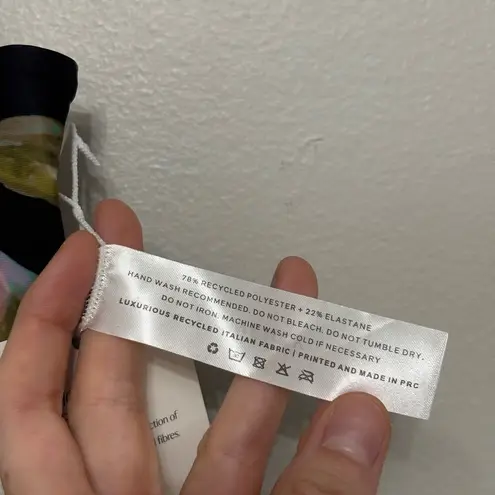 78% RECYCLED POLYESTER + 22% ELASTANE
HAND WASH RECOMMENDED. DO NOT BLEACH. DO NOT TUMBLE DRY.
DO NOT IRON. MACHINE WASH COLD IF NECESSARY
LUXURIOUS RECYCLED ITALIAN FABRIC | PRINTED AND MADE IN PRC
ction of
fibres.